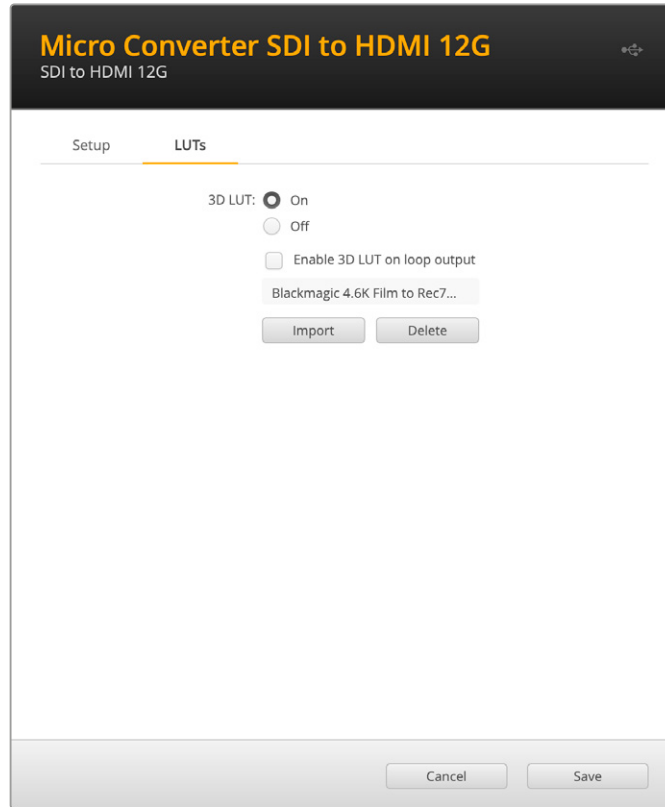 Micro Converter SDI to HDMI 12G
SDI to HDMI 12G
Setup LUTs
3D LUT: On
Off
Enable 3D LUT on loop output
Blackmagic 4.6K Film to Rec7...
Import Delete
Cancel Save